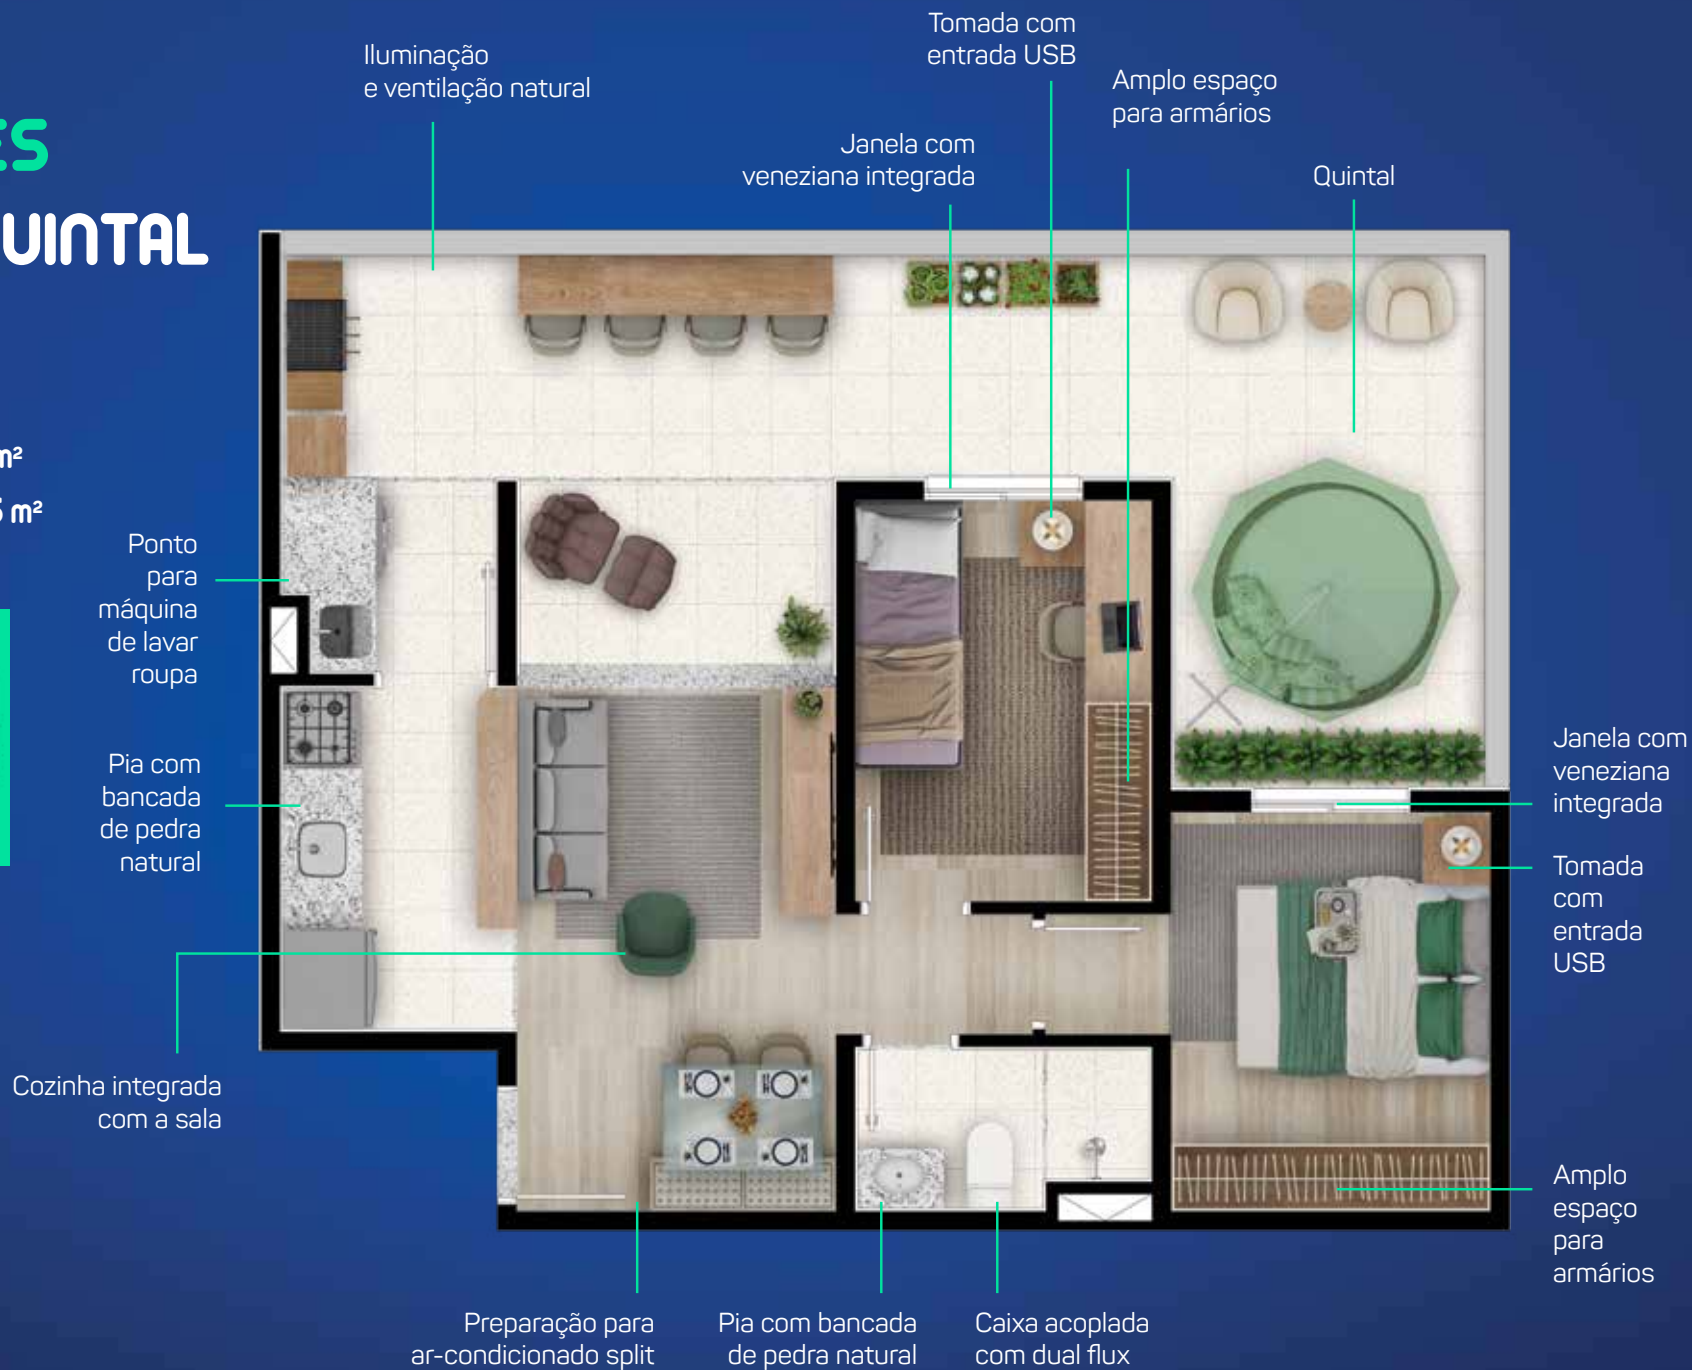 Tomada com
entrada USB
Iluminação
e ventilação natural
Amplo espaço
para armários
ES
Janela com
veneziana integrada
Quintal
UINTAL
m²
m²
Ponto
para
máquina
de lavar
roupa
Pia com
bancada
de pedra
natural
Janela com
veneziana
integrada
Tomada
com
entrada
USB
Cozinha integrada
com a sala
Amplo
espaço
para
armários
Preparação para
ar-condicionado split
Pia com bancada
de pedra natural
Caixa acoplada
com dual flux